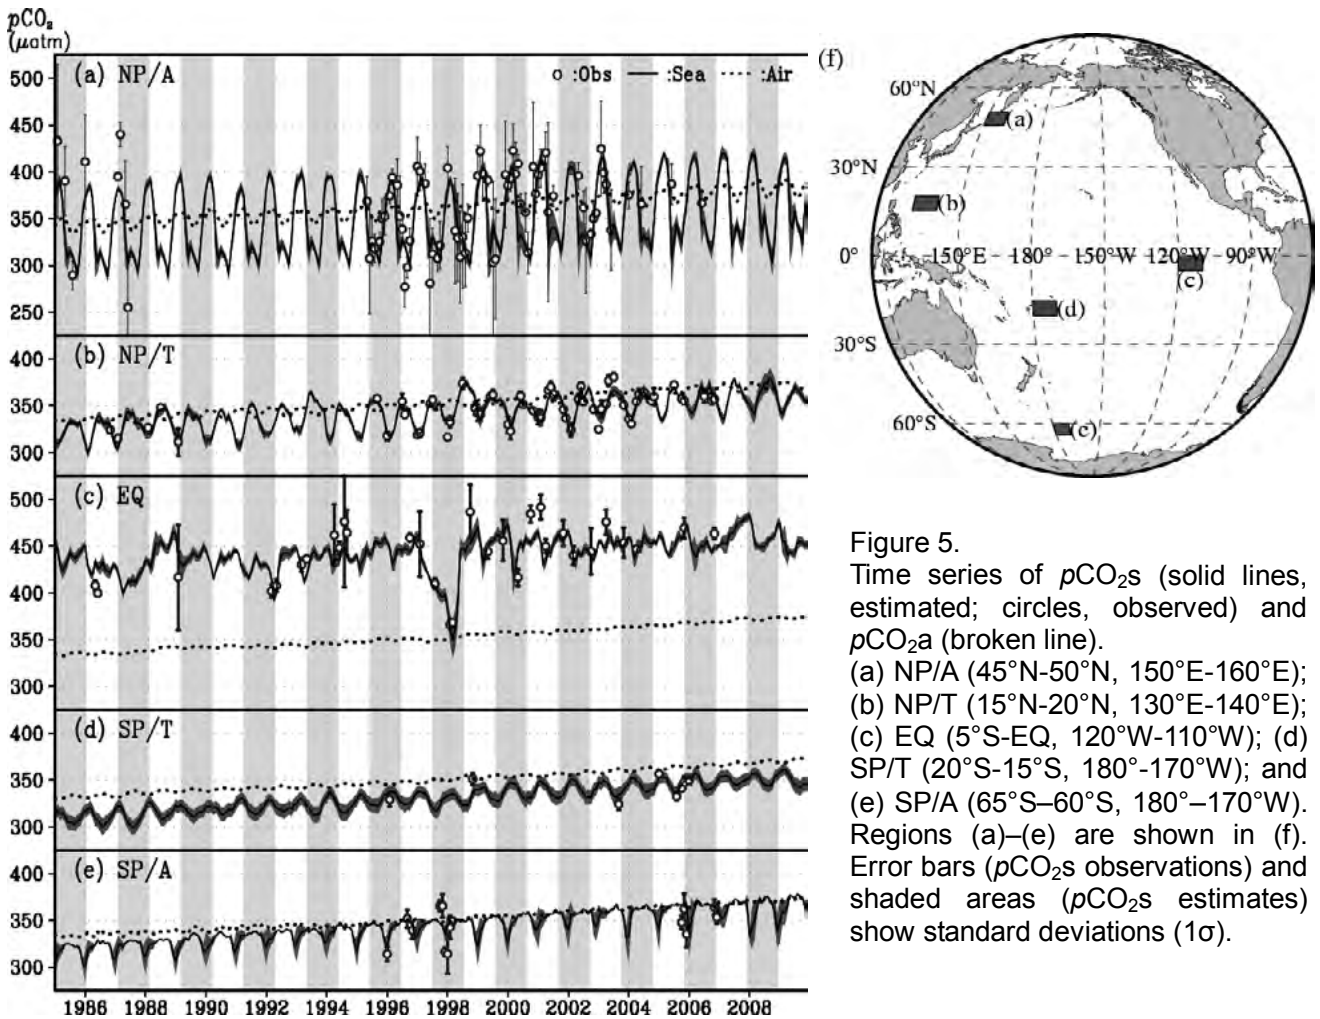 pCO₂
(μatm)
(a) NP/A
:Obs :Sea :Air
500
450
400
350
300
250
(b) NP/T
400
350
300
(c) EQ
500
450
400
350
300
(d) SP/T
400
350
300
(e) SP/A
400
350
300
1986 1988 1990 1992 1994 1996 1998 2000 2002 2004 2006 2008
(f)
60°N
(a)
30°N
(b)
0° 150°E 180° 150°W 120°W 90°W
(c)
(d)
30°S
60°S
(c)
Figure 5.
Time series of pCO₂s (solid lines,
estimated; circles, observed) and
pCO₂a (broken line).
(a) NP/A (45°N-50°N, 150°E-160°E);
(b) NP/T (15°N-20°N, 130°E-140°E);
(c) EQ (5°S-EQ, 120°W-110°W); (d)
SP/T (20°S-15°S, 180°-170°W); and
(e) SP/A (65°S–60°S, 180°–170°W).
Regions (a)–(e) are shown in (f).
Error bars (pCO₂s observations) and
shaded areas (pCO₂s estimates)
show standard deviations (1σ).